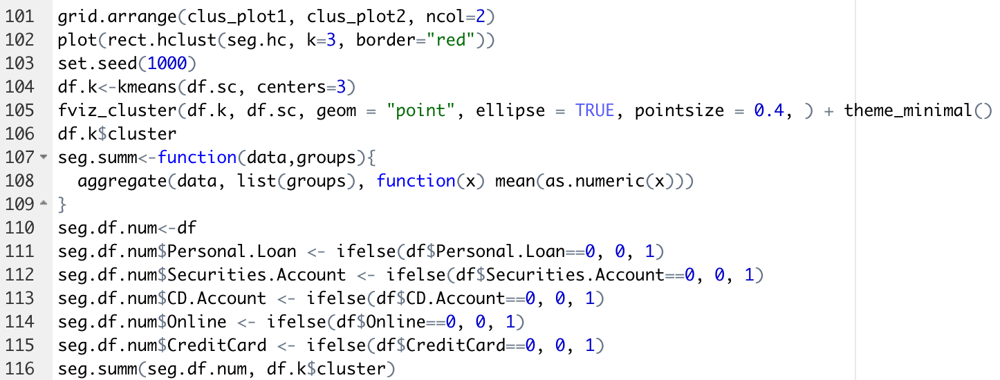 101 grid.arrange(clus_plot1, clus_plot2, ncol=2)
102 plot(rect.hclust(seg.hc, k=3, border="red"))
103 set.seed(1000)
104 df.k<-kmeans(df.sc, centers=3)
105 fviz_cluster(df.k, df.sc, geom = "point", ellipse = TRUE, pointsize = 0.4, ) + theme_minimal()
106 df.k$cluster
107 seg.summ<-function(data,groups){
108   aggregate(data, list(groups), function(x) mean(as.numeric(x)))
109 }
110 seg.df.num<-df
111 seg.df.num$Personal.Loan <- ifelse(df$Personal.Loan==0, 0, 1)
112 seg.df.num$Securities.Account <- ifelse(df$Securities.Account==0, 0, 1)
113 seg.df.num$CD.Account <- ifelse(df$CD.Account==0, 0, 1)
114 seg.df.num$Online <- ifelse(df$Online==0, 0, 1)
115 seg.df.num$CreditCard <- ifelse(df$CreditCard==0, 0, 1)
116 seg.summ(seg.df.num, df.k$cluster)